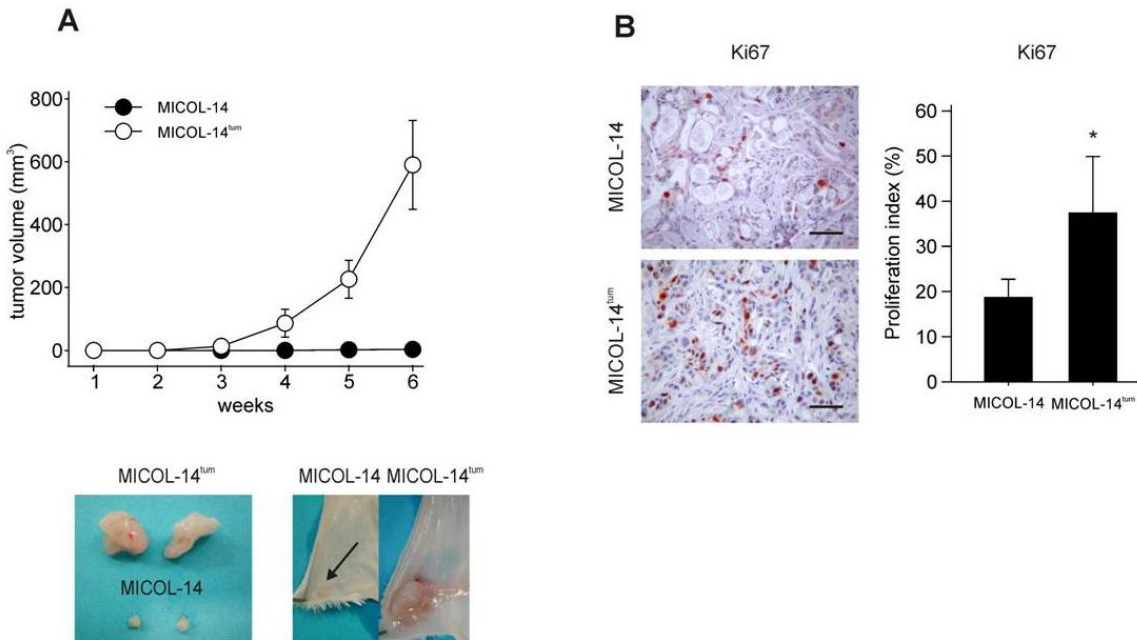 A
800
600
400
200
0
tumor volume (mm³)
MICOL-14
MICOL-14ᵗᵘᵐ
1 2 3 4 5 6
weeks
MICOL-14ᵗᵘᵐ
MICOL-14
MICOL-14 MICOL-14ᵗᵘᵐ
B
Ki67
MICOL-14
MICOL-14ᵗᵘᵐ
Ki67
60
50
40
30
20
10
0
Proliferation index (%)
*
MICOL-14 MICOL-14ᵗᵘᵐ